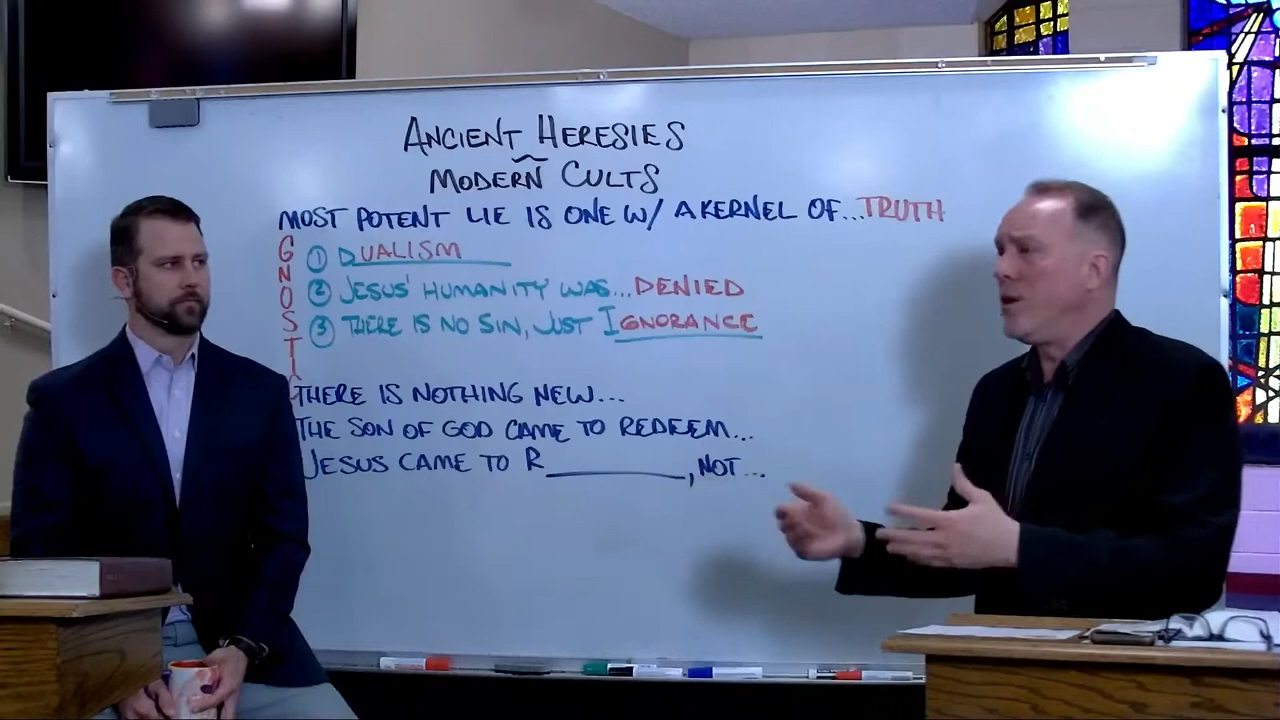 ANCIENT HERESIES
~
MODERN CULTS
MOST POTENT LIE IS ONE W/ A KERNEL OF...TRUTH
GNOSTIC
① DUALISM
② JESUS' HUMANITY WAS...DENIED
③ THERE IS NO SIN, JUST IGNORANCE
THERE IS NOTHING NEW...
THE SON OF GOD CAME TO REDEEM...
JESUS CAME TO R________, NOT...